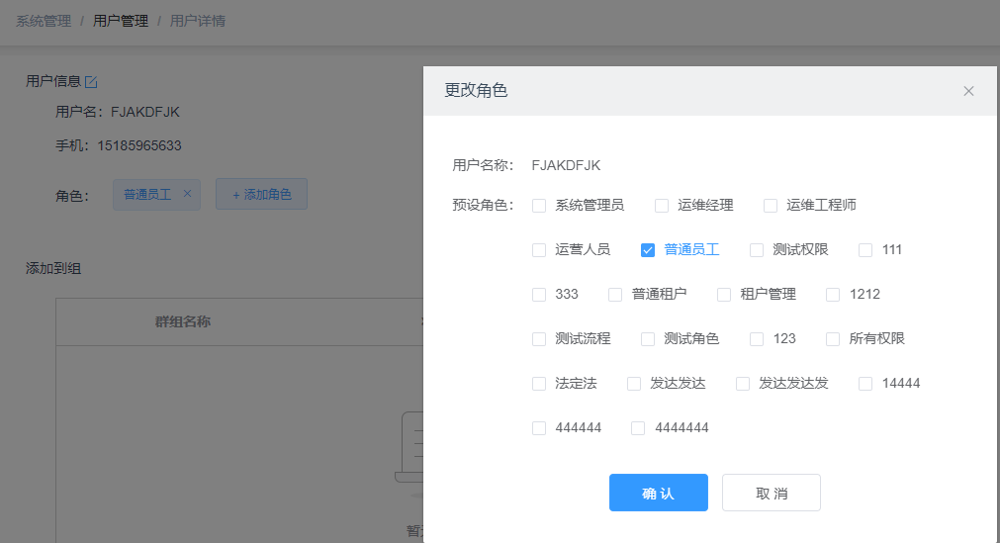 系统管理 / 用户管理 / 用户详情
用户信息
用户名：FJAKDFJK
手机：15185965633
角色：
普通员工 ×
+ 添加角色
添加到组
群组名称
更改角色
用户名称： FJAKDFJK
预设角色： 系统管理员 运维经理 运维工程师
运营人员 普通员工 测试权限 111
333 普通租户 租户管理 1212
测试流程 测试角色 123 所有权限
法定法 发达发达 发达发达发 14444
444444 4444444
确 认 取 消